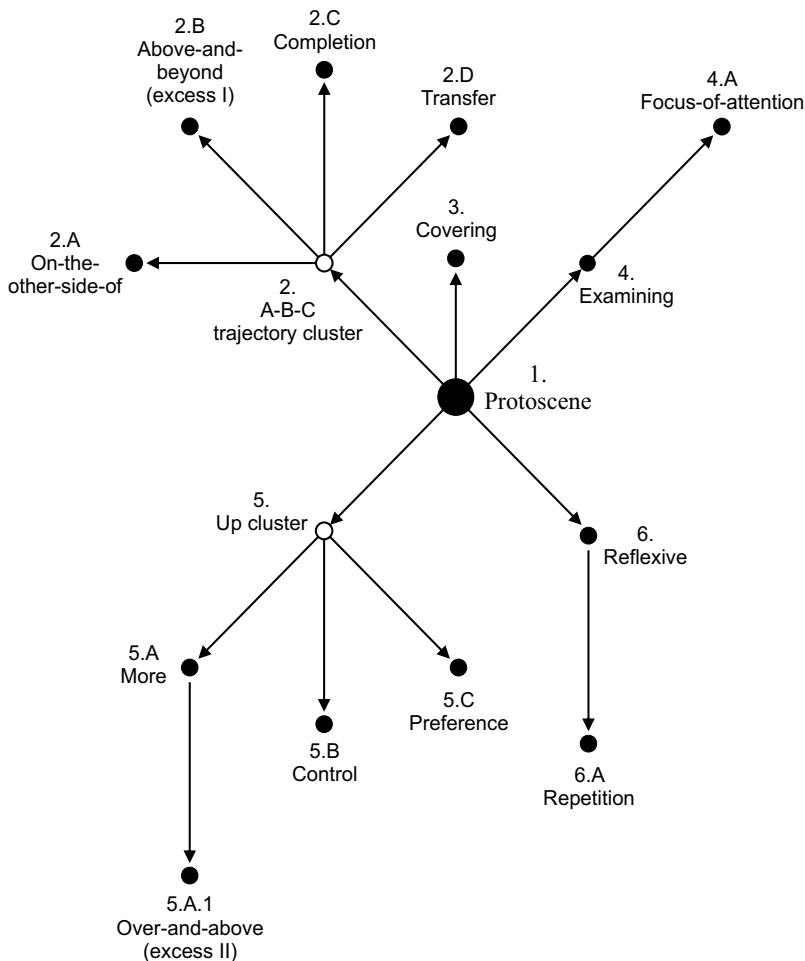 2.B
Above-and-
beyond
(excess I)
2.C
Completion
2.D
Transfer
4.A
Focus-of-attention
2.A
On-the-
other-side-of
2.
A-B-C
trajectory cluster
3.
Covering
4.
Examining
1.
Protoscene
5.
Up cluster
6.
Reflexive
5.A
More
5.B
Control
5.C
Preference
6.A
Repetition
5.A.1
Over-and-above
(excess II)